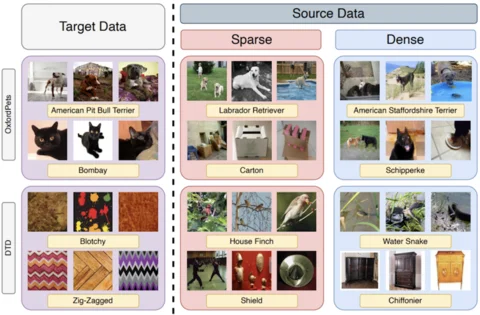 Target Data
Source Data
Sparse
Dense
OxfordPets
American Pit Bull Terrier
Labrador Retriever
American Staffordshire Terrier
Bombay
Carton
Schipperke
DTD
Blotchy
House Finch
Water Snake
Zig-Zagged
Shield
Chiffonier